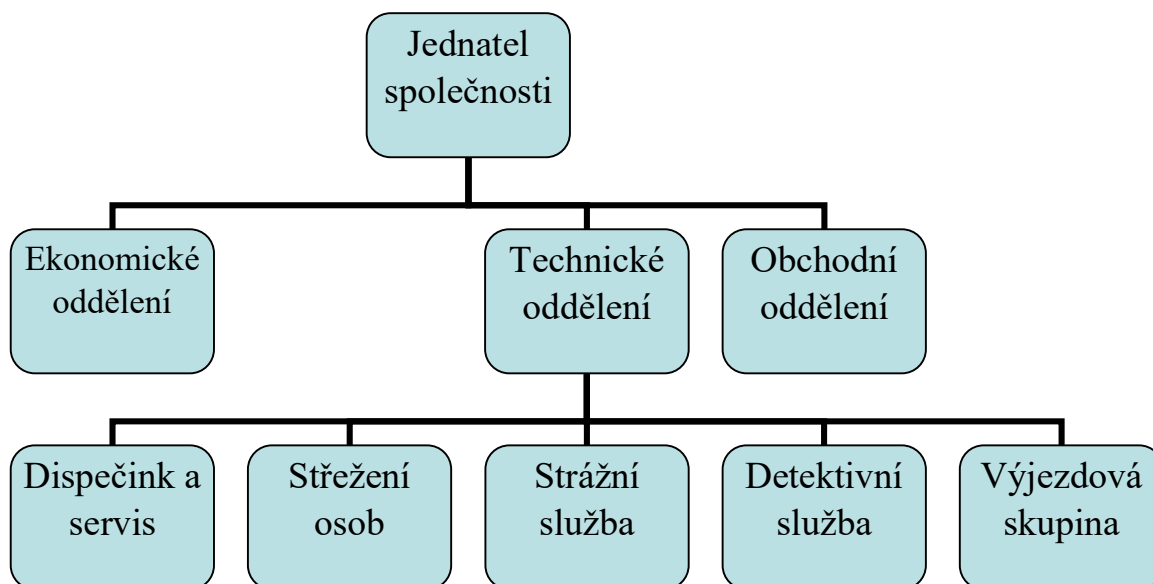 Jednatel
společnosti
Ekonomické
oddělení
Technické
oddělení
Obchodní
oddělení
Dispečink a
servis
Střežení
osob
Strážní
služba
Detektivní
služba
Výjezdová
skupina